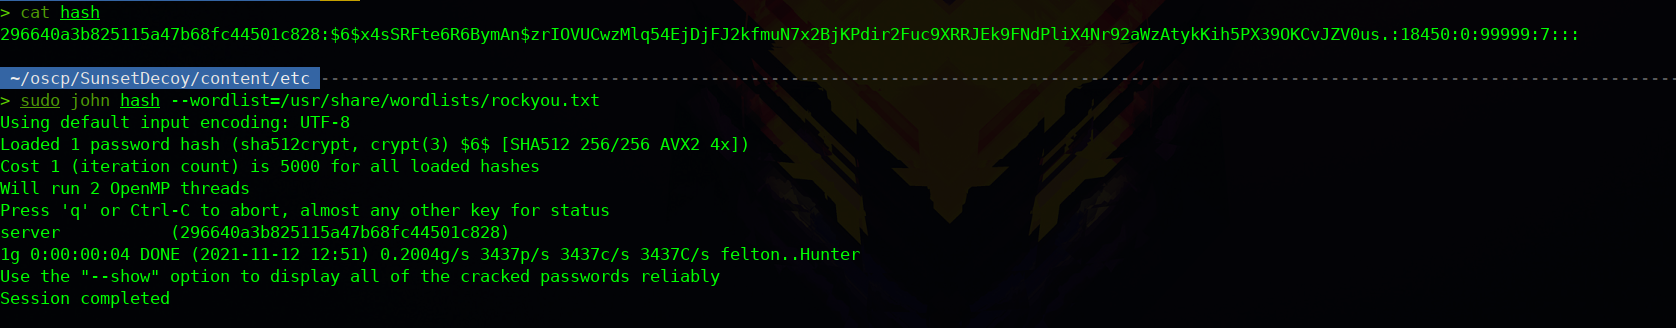 > cat hash
296640a3b825115a47b68fc44501c828:$6$x4sSRFte6R6BymAn$zrIOVUCwzMlq54EjDjFJ2kfmuN7x2BjKPdir2Fuc9XRRJEk9FNdPliX4Nr92aWzAtykKih5PX39OKCvJZV0us.:18450:0:99999:7:::
~/oscp/SunsetDecoy/content/etc
> sudo john hash --wordlist=/usr/share/wordlists/rockyou.txt
Using default input encoding: UTF-8
Loaded 1 password hash (sha512crypt, crypt(3) $6$ [SHA512 256/256 AVX2 4x])
Cost 1 (iteration count) is 5000 for all loaded hashes
Will run 2 OpenMP threads
Press 'q' or Ctrl-C to abort, almost any other key for status
server           (296640a3b825115a47b68fc44501c828)
1g 0:00:00:04 DONE (2021-11-12 12:51) 0.2004g/s 3437p/s 3437c/s 3437C/s felton..Hunter
Use the "--show" option to display all of the cracked passwords reliably
Session completed